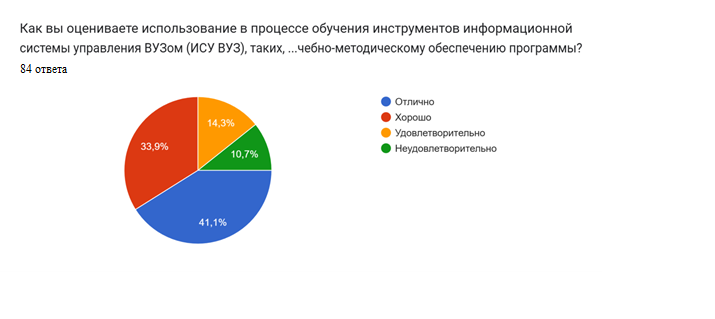 Как вы оцениваете использование в процессе обучения инструментов информационной
системы управления ВУЗом (ИСУ ВУЗ), таких, ...чебно-методическому обеспечению программы?
84 ответа
14,3%
33,9%
10,7%
41,1%
Отлично
Хорошо
Удовлетворительно
Неудовлетворительно